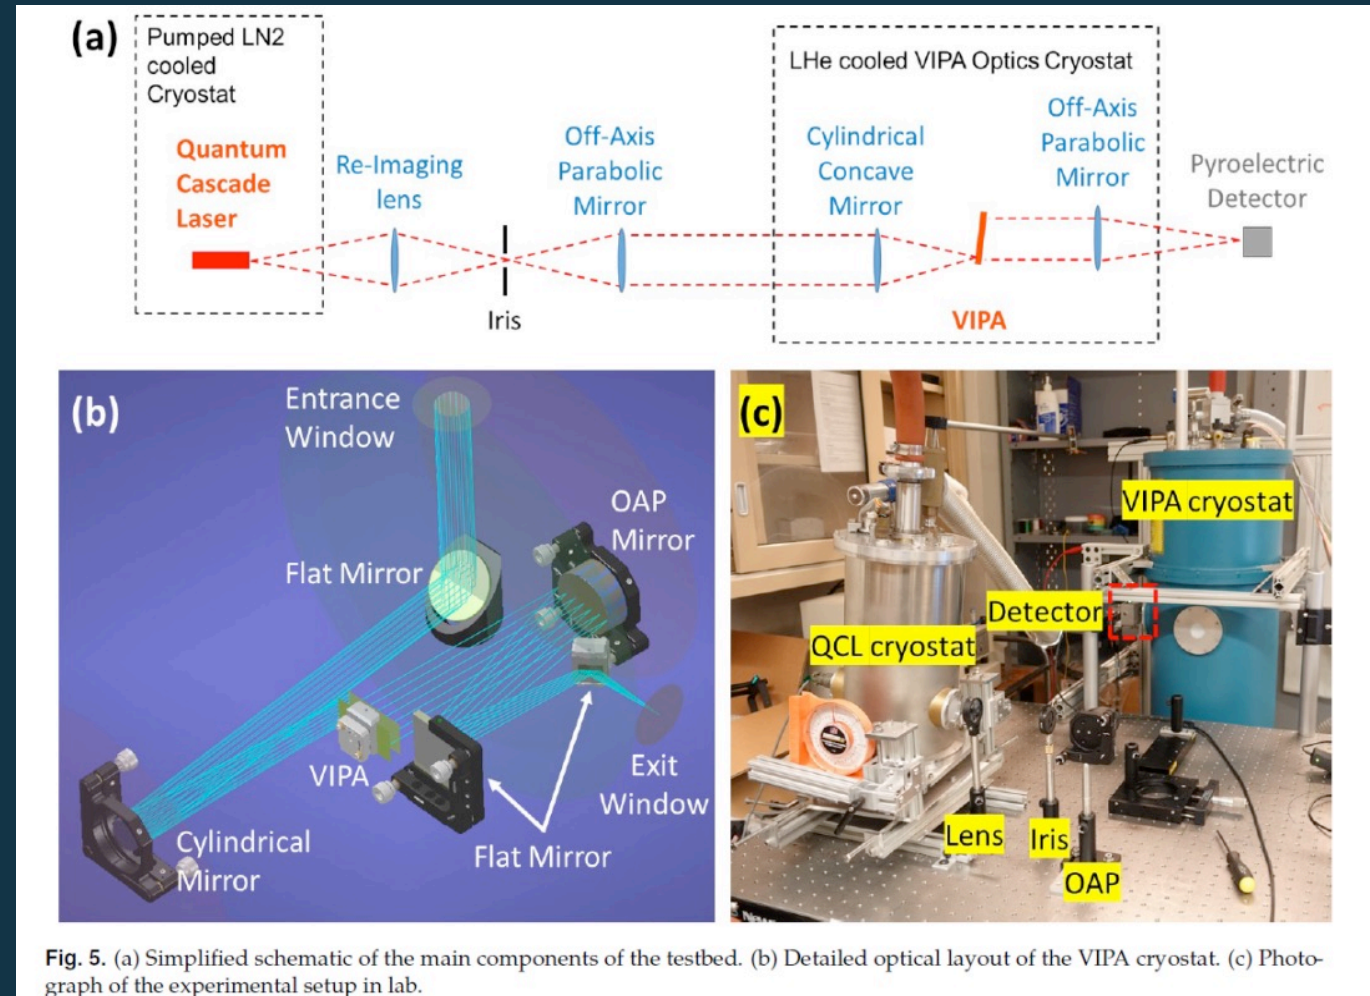 (a)
Pumped LN2
cooled
Cryostat
Quantum
Cascade
Laser
Re-Imaging
lens
Iris
Off-Axis
Parabolic
Mirror
LHe cooled VIPA Optics Cryostat
Cylindrical
Concave
Mirror
VIPA
Off-Axis
Parabolic
Mirror
Pyroelectric
Detector
(b)
Entrance
Window
OAP
Mirror
Flat Mirror
VIPA
Exit
Window
Cylindrical
Mirror
Flat Mirror
(c)
VIPA cryostat
Detector
QCL cryostat
Lens
Iris
OAP
Fig. 5. (a) Simplified schematic of the main components of the testbed. (b) Detailed optical layout of the VIPA cryostat. (c) Photo-
graph of the experimental setup in lab.